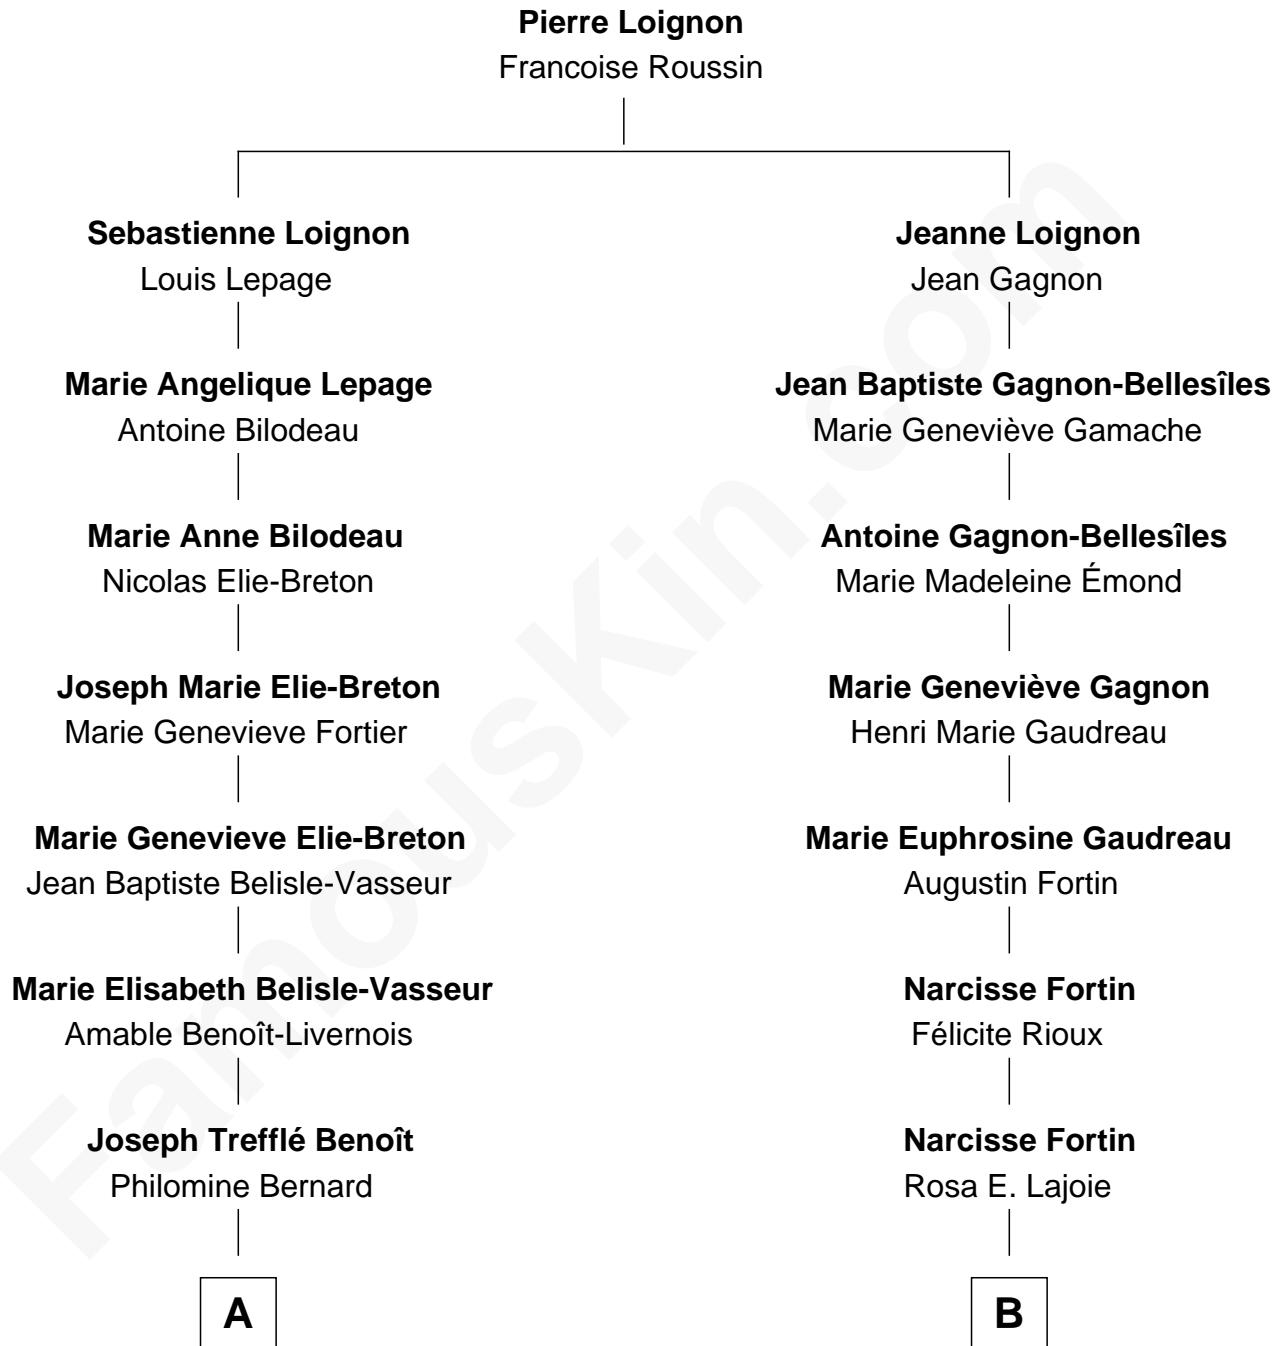 Pierre Loignon
Francoise Roussin
Sebastienne Loignon
Louis Lepage
Jeanne Loignon
Jean Gagnon
Marie Angelique Lepage
Antoine Bilodeau
Jean Baptiste Gagnon-Bellesîles
Marie Geneviève Gamache
Marie Anne Bilodeau
Nicolas Elie-Breton
Antoine Gagnon-Bellesîles
Marie Madeleine Émond
Joseph Marie Elie-Breton
Marie Genevieve Fortier
Marie Geneviève Gagnon
Henri Marie Gaudreau
Marie Genevieve Elie-Breton
Jean Baptiste Belisle-Vasseur
Marie Euphrosine Gaudreau
Augustin Fortin
Marie Elisabeth Belisle-Vasseur
Amable Benoît-Livernois
Narcisse Fortin
Félicite Rioux
Joseph Trefflé Benoît
Philomine Bernard
Narcisse Fortin
Rosa E. Lajoie
A
B
FamousKin.com